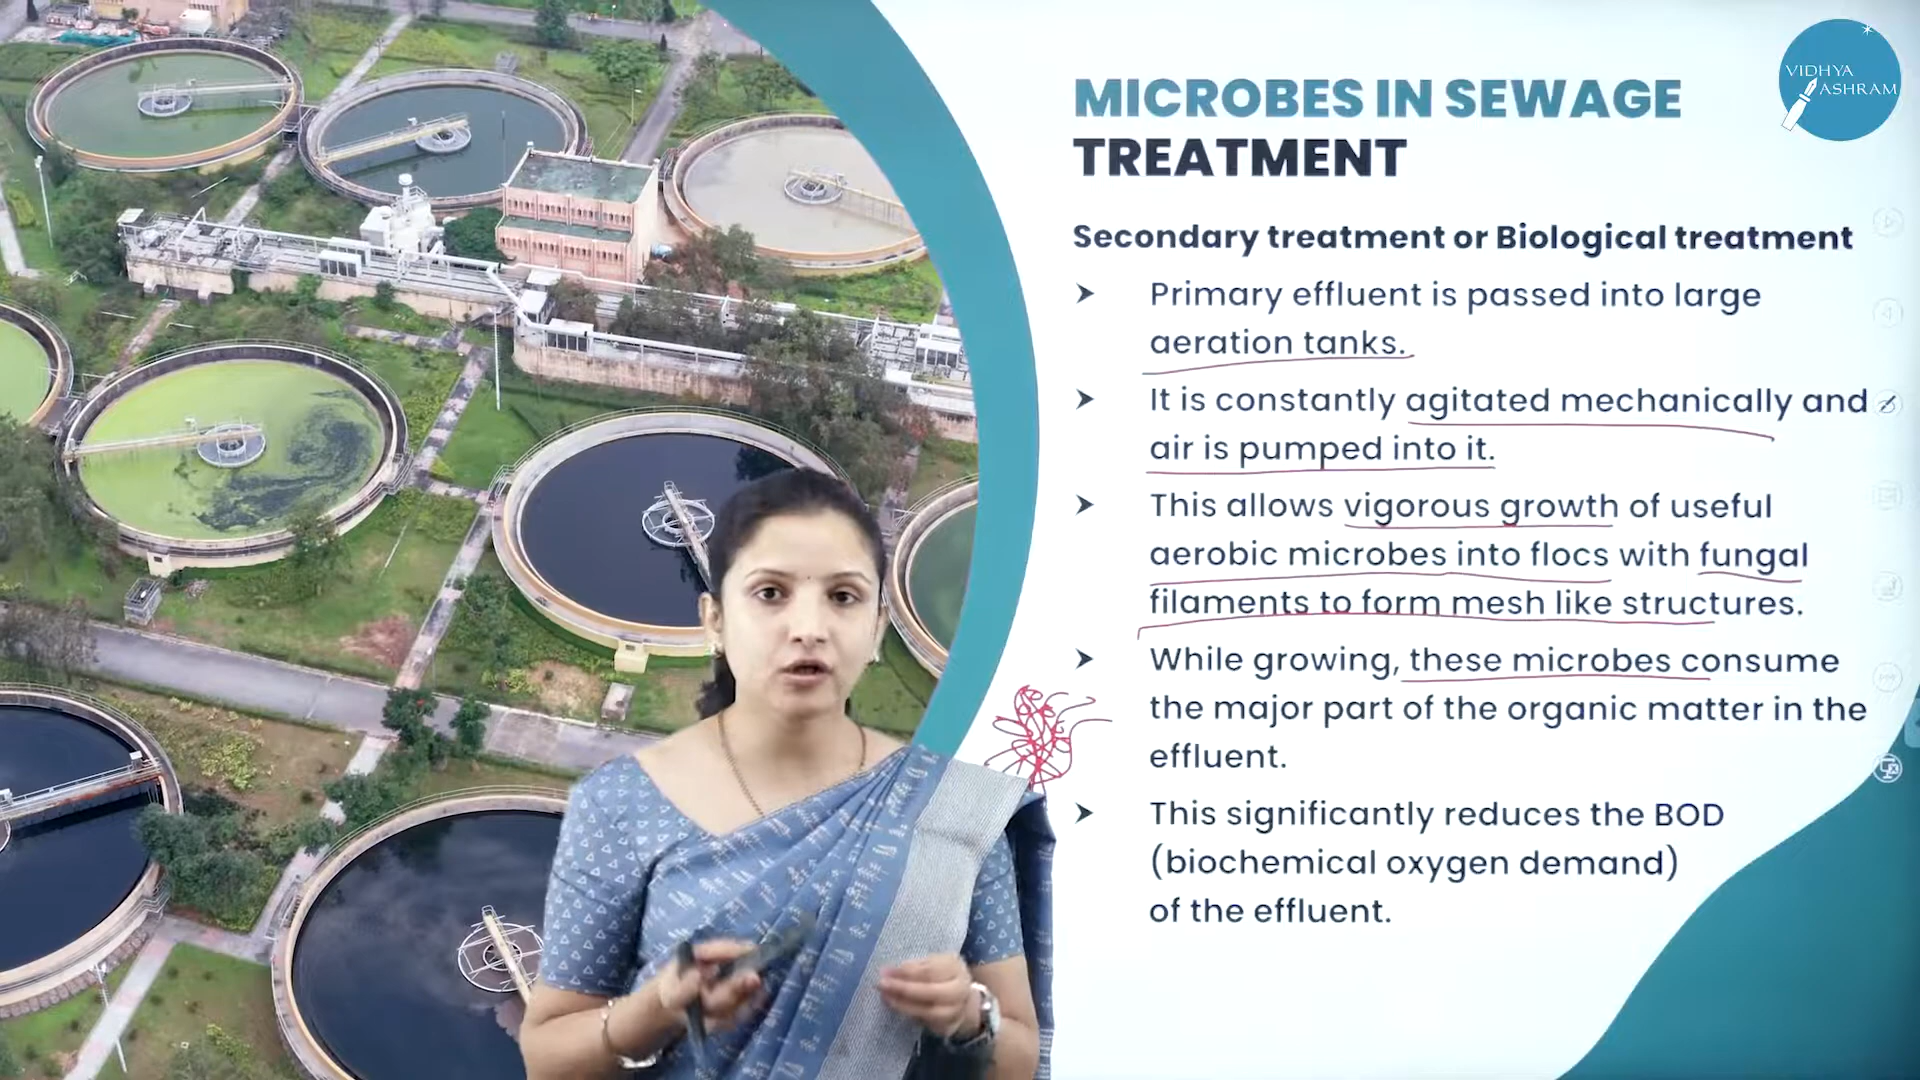 VIDHYA
ASHRAM
MICROBES IN SEWAGE
TREATMENT
Secondary treatment or Biological treatment
➤ Primary effluent is passed into large
aeration tanks.
➤ It is constantly agitated mechanically and
air is pumped into it.
➤ This allows vigorous growth of useful
aerobic microbes into flocs with fungal
filaments to form mesh like structures.
➤ While growing, these microbes consume
the major part of the organic matter in the
effluent.
➤ This significantly reduces the BOD
(biochemical oxygen demand)
of the effluent.